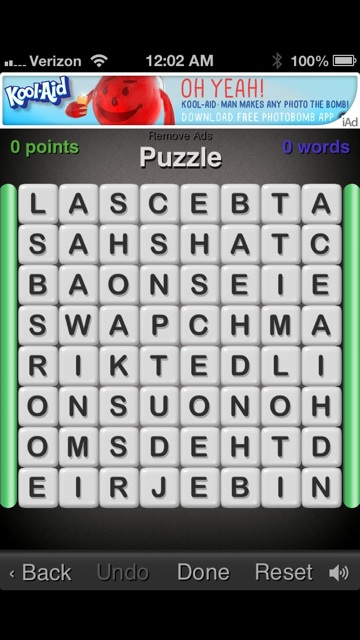 Verizon 12:02 AM 100%
Kool-Aid OH YEAH!
KOOL-AID-MAN MAKES ANY PHOTO THE BOMB!
DOWNLOAD FREE PHOTOBOMB APP iAd
Remove Ads
0 points Puzzle 0 words
L A S C E B T A
S A H S H A T C
B A O N S E I E
S W A P C H M A
R I K T E D L I
O N S U O N O H
O M S D E H T D
E I R J E B I N
‹ Back Undo Done Reset